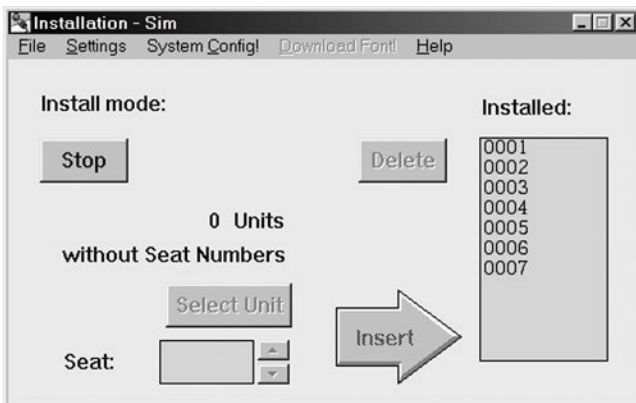 Installation - Sim
File Settings System Config! Download Font! Help
Install mode:
Installed:
Stop
Delete
0001
0002
0003
0004
0005
0006
0007
0 Units
without Seat Numbers
Select Unit
Insert
Seat: